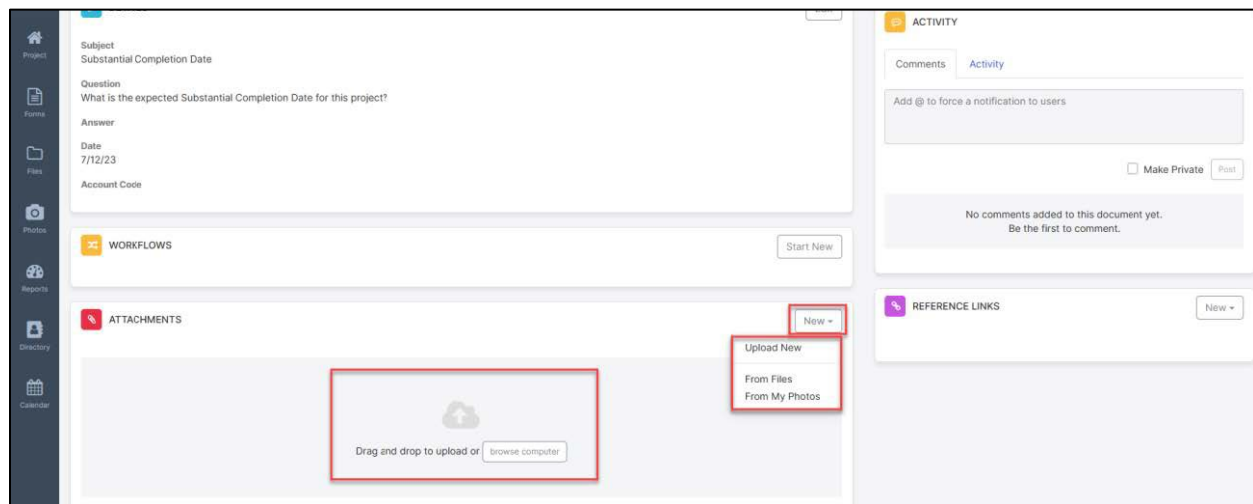 ACTIVITY
Project
Subject
Substantial Completion Date
Comments Activity
Question
What is the expected Substantial Completion Date for this project?
Add @ to force a notification to users
Forms
Answer
Date
7/12/23
Files
Make Private Post
Account Code
Photos
No comments added to this document yet.
Be the first to comment.
WORKFLOWS Start New
Reports
REFERENCE LINKS New
ATTACHMENTS New
Directory
Upload New
From Files
From My Photos
Calendar
Drag and drop to upload or browse computer